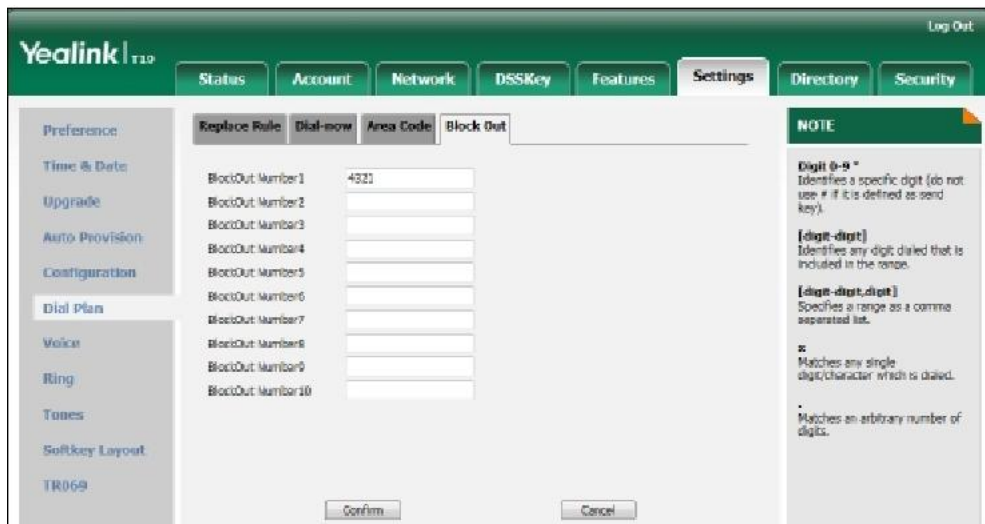 Log Out
Yealink T19
Status Account Network DSSKey Features Settings Directory Security
Preference
Time & Date
Upgrade
Auto Provision
Configuration
Dial Plan
Voice
Ring
Tones
Softkey Layout
TR069
Replace Rule Dial-now Area Code Block Out
BlockOut Number1 4321
BlockOut Number2
BlockOut Number3
BlockOut Number4
BlockOut Number5
BlockOut Number6
BlockOut Number7
BlockOut Number8
BlockOut Number9
BlockOut Number10
Confirm Cancel
NOTE
Digit 0-9 *
Identifies a specific digit (do not
use # if it is defined as send
key).
[digit-digit]
Identifies any digit dialed that is
included in the range.
[digit-digit,digit]
Specifies a range as a comma
separated list.
x
Matches any single
digit/character which is dialed.
.
Matches an arbitrary number of
digits.